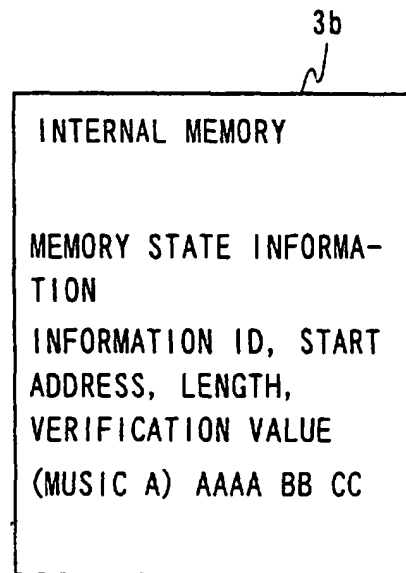 3b
INTERNAL MEMORY
MEMORY STATE INFORMA-
TION
INFORMATION ID, START
ADDRESS, LENGTH,
VERIFICATION VALUE
(MUSIC A) AAAA BB CC